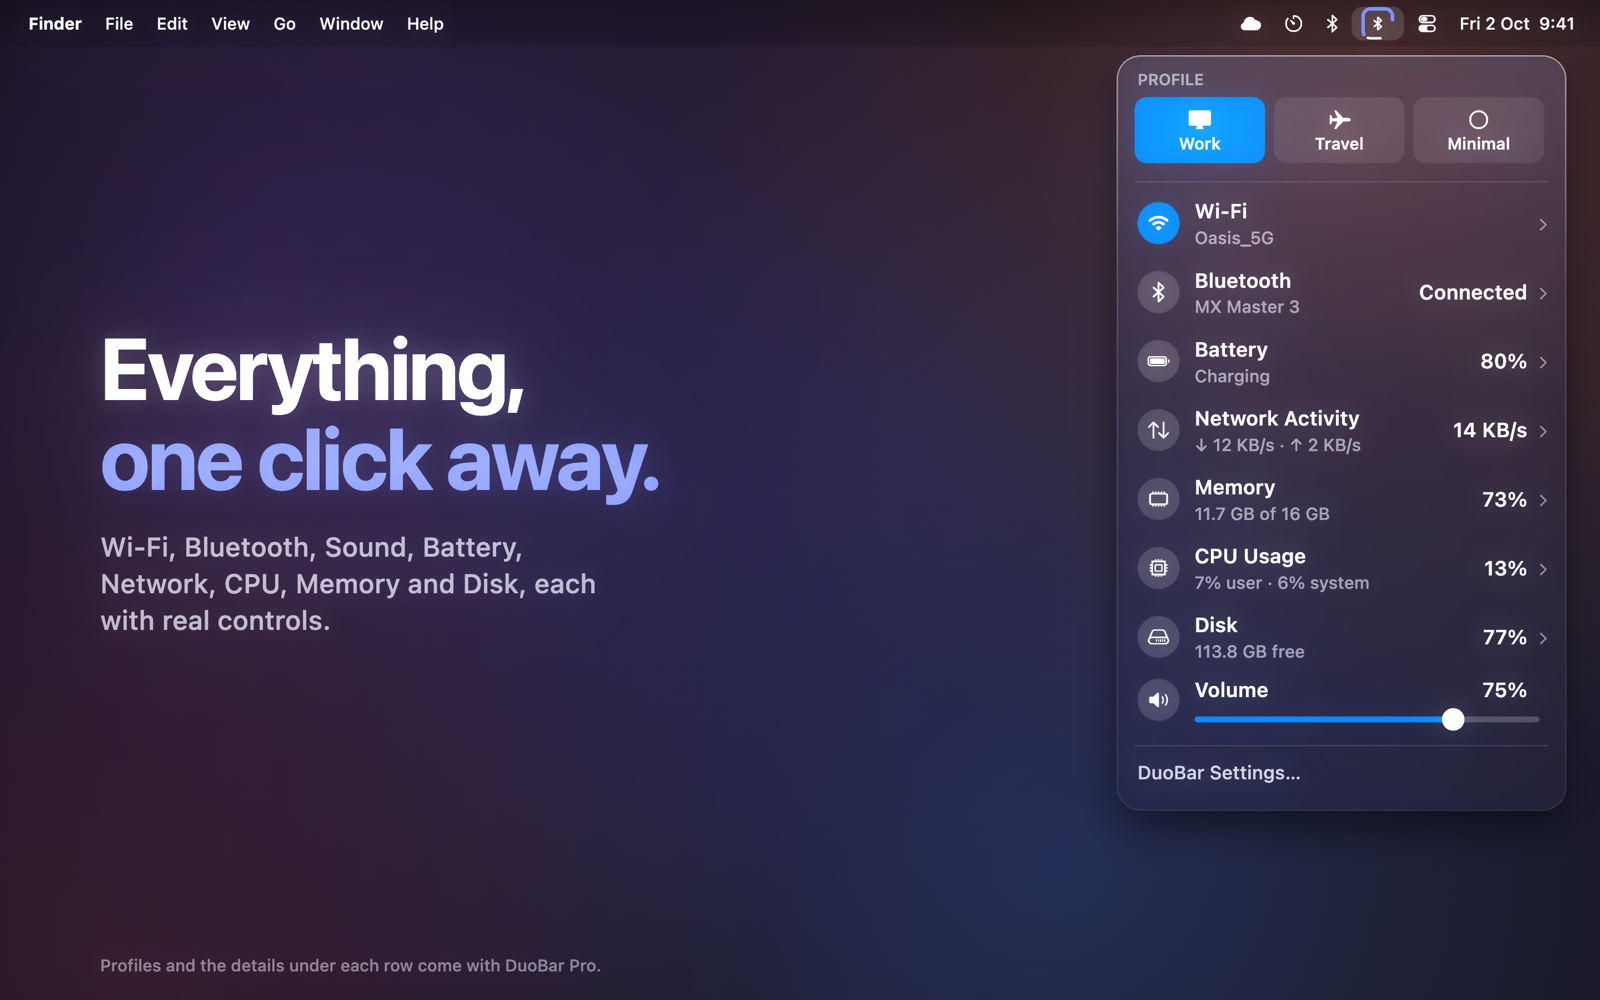 Finder File Edit View Go Window Help Fri 2 Oct 9:41
Everything,
one click away.
Wi-Fi, Bluetooth, Sound, Battery,
Network, CPU, Memory and Disk, each
with real controls.
Profiles and the details under each row come with DuoBar Pro.
PROFILE
Work Travel Minimal
Wi-Fi
Oasis_5G
Bluetooth Connected
MX Master 3
Battery 80%
Charging
Network Activity 14 KB/s
↓ 12 KB/s · ↑ 2 KB/s
Memory 73%
11.7 GB of 16 GB
CPU Usage 13%
7% user · 6% system
Disk 77%
113.8 GB free
Volume 75%
DuoBar Settings...